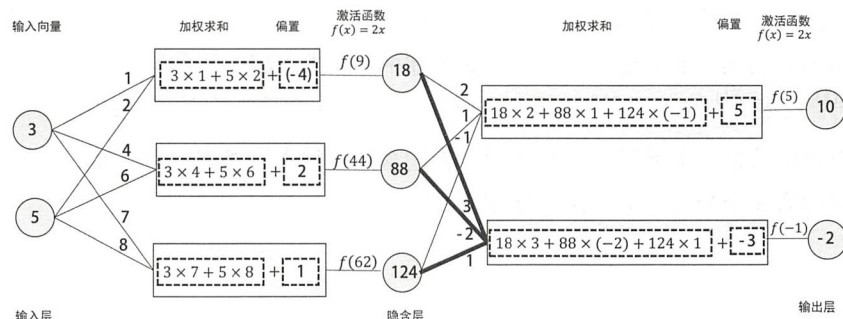 输入向量 加权求和 偏置 激活函数 f(x) = 2x 加权求和 偏置 激活函数 f(x) = 2x
1 3 × 1 + 5 × 2 + (-4) f(9) 18
2
2 18 × 2 + 88 × 1 + 124 × (−1) + 5 f(5) 10
1
-1
3
4 3 × 4 + 5 × 6 + 2 f(44) 88
6
5
7
8
3
-2 18 × 3 + 88 × (−2) + 124 × 1 + -3 f(−1) -2
1
3 × 7 + 5 × 8 + 1 f(62) 124
输入层 隐含层 输出层